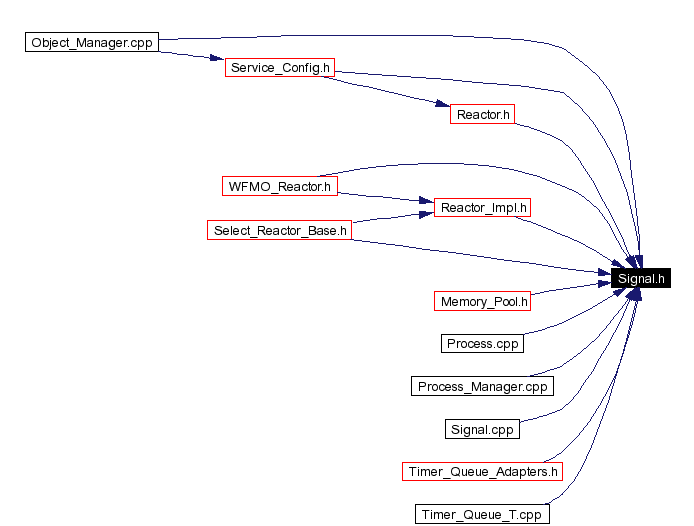 Object_Manager.cpp
Service_Config.h
Reactor.h
WFMO_Reactor.h
Reactor_Impl.h
Select_Reactor_Base.h
Signal.h
Memory_Pool.h
Process.cpp
Process_Manager.cpp
Signal.cpp
Timer_Queue_Adapters.h
Timer_Queue_T.cpp